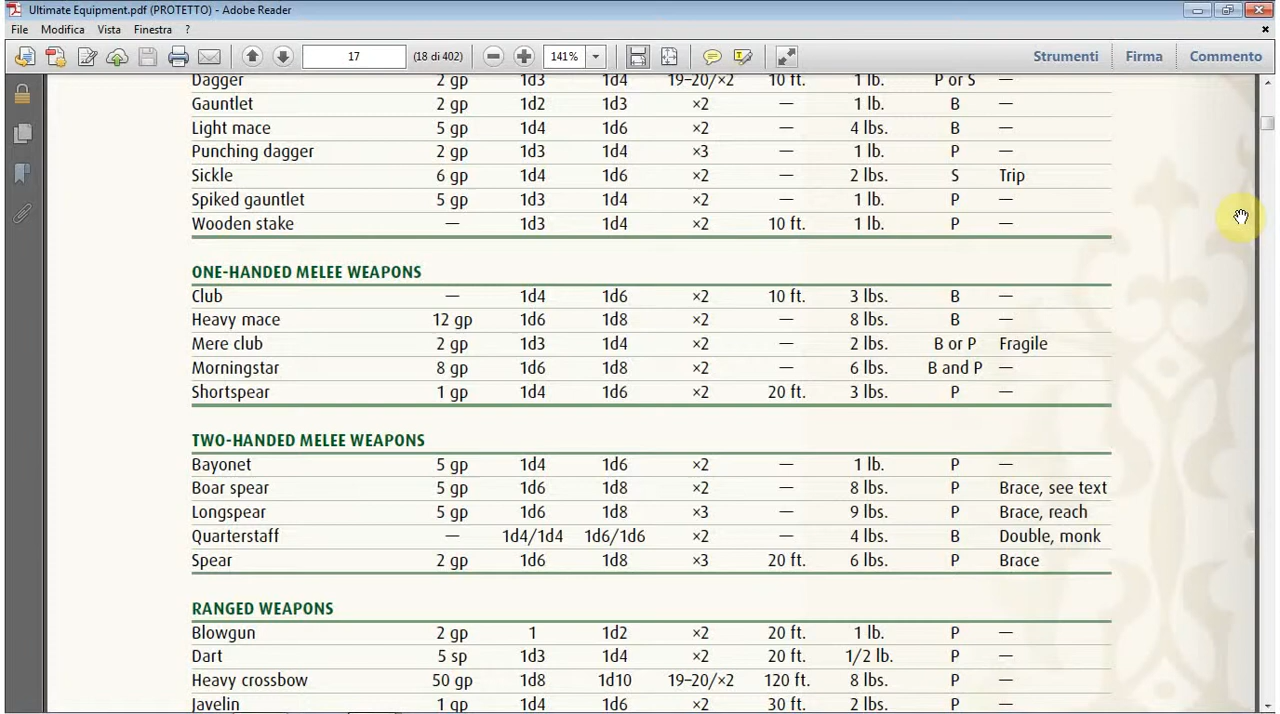 Ultimate Equipment.pdf (PROTETTO) - Adobe Reader
File Modifica Vista Finestra ?
17 (18 di 402) 141% Strumenti Firma Commento
Dagger 2 gp 1d3 1d4 19–20/×2 10 ft. 1 lb. P or S —
Gauntlet 2 gp 1d2 1d3 ×2 — 1 lb. B —
Light mace 5 gp 1d4 1d6 ×2 — 4 lbs. B —
Punching dagger 2 gp 1d3 1d4 ×3 — 1 lb. P —
Sickle 6 gp 1d4 1d6 ×2 — 2 lbs. S Trip
Spiked gauntlet 5 gp 1d3 1d4 ×2 — 1 lb. P —
Wooden stake — 1d3 1d4 ×2 10 ft. 1 lb. P —
ONE-HANDED MELEE WEAPONS
Club — 1d4 1d6 ×2 10 ft. 3 lbs. B —
Heavy mace 12 gp 1d6 1d8 ×2 — 8 lbs. B —
Mere club 2 gp 1d3 1d4 ×2 — 2 lbs. B or P Fragile
Morningstar 8 gp 1d6 1d8 ×2 — 6 lbs. B and P —
Shortspear 1 gp 1d4 1d6 ×2 20 ft. 3 lbs. P —
TWO-HANDED MELEE WEAPONS
Bayonet 5 gp 1d4 1d6 ×2 — 1 lb. P —
Boar spear 5 gp 1d6 1d8 ×2 — 8 lbs. P Brace, see text
Longspear 5 gp 1d6 1d8 ×3 — 9 lbs. P Brace, reach
Quarterstaff — 1d4/1d4 1d6/1d6 ×2 — 4 lbs. B Double, monk
Spear 2 gp 1d6 1d8 ×3 20 ft. 6 lbs. P Brace
RANGED WEAPONS
Blowgun 2 gp 1 1d2 ×2 20 ft. 1 lb. P —
Dart 5 sp 1d3 1d4 ×2 20 ft. 1/2 lb. P —
Heavy crossbow 50 gp 1d8 1d10 19–20/×2 120 ft. 8 lbs. P —
Javelin 1 gp 1d4 1d6 ×2 30 ft. 2 lbs. P —